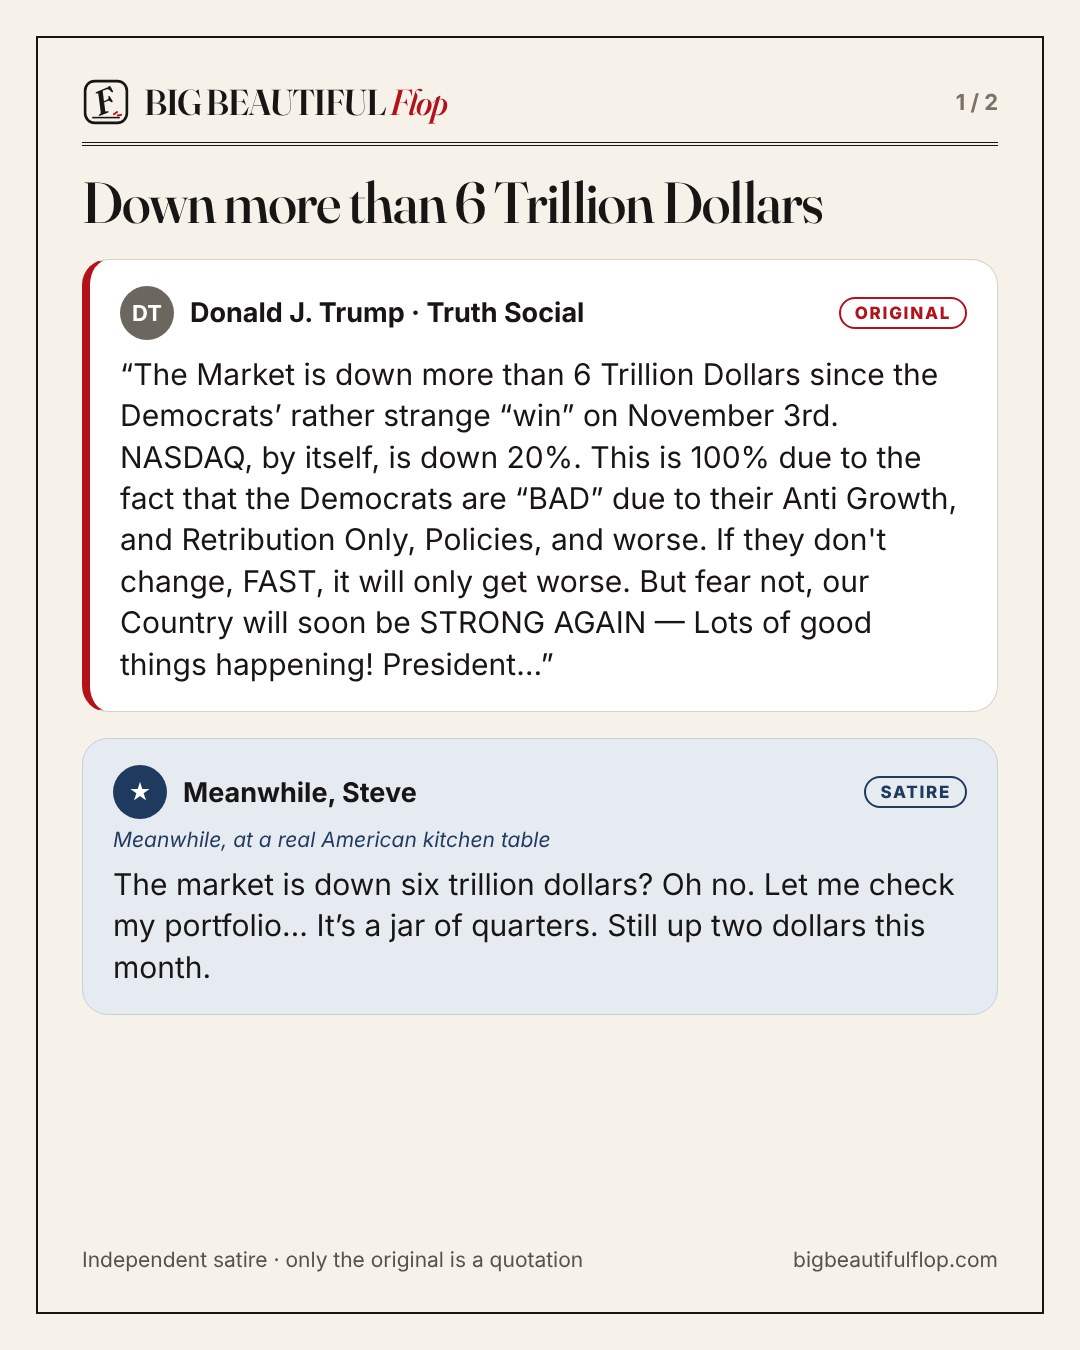 F
BIG BEAUTIFUL Flop
1 / 2
Down more than 6 Trillion Dollars
DT
Donald J. Trump · Truth Social
ORIGINAL
“The Market is down more than 6 Trillion Dollars since the
Democrats’ rather strange “win” on November 3rd.
NASDAQ, by itself, is down 20%. This is 100% due to the
fact that the Democrats are “BAD” due to their Anti Growth,
and Retribution Only, Policies, and worse. If they don't
change, FAST, it will only get worse. But fear not, our
Country will soon be STRONG AGAIN — Lots of good
things happening! President…”
Meanwhile, Steve
SATIRE
Meanwhile, at a real American kitchen table
The market is down six trillion dollars? Oh no. Let me check
my portfolio… It’s a jar of quarters. Still up two dollars this
month.
Independent satire · only the original is a quotation
bigbeautifulflop.com